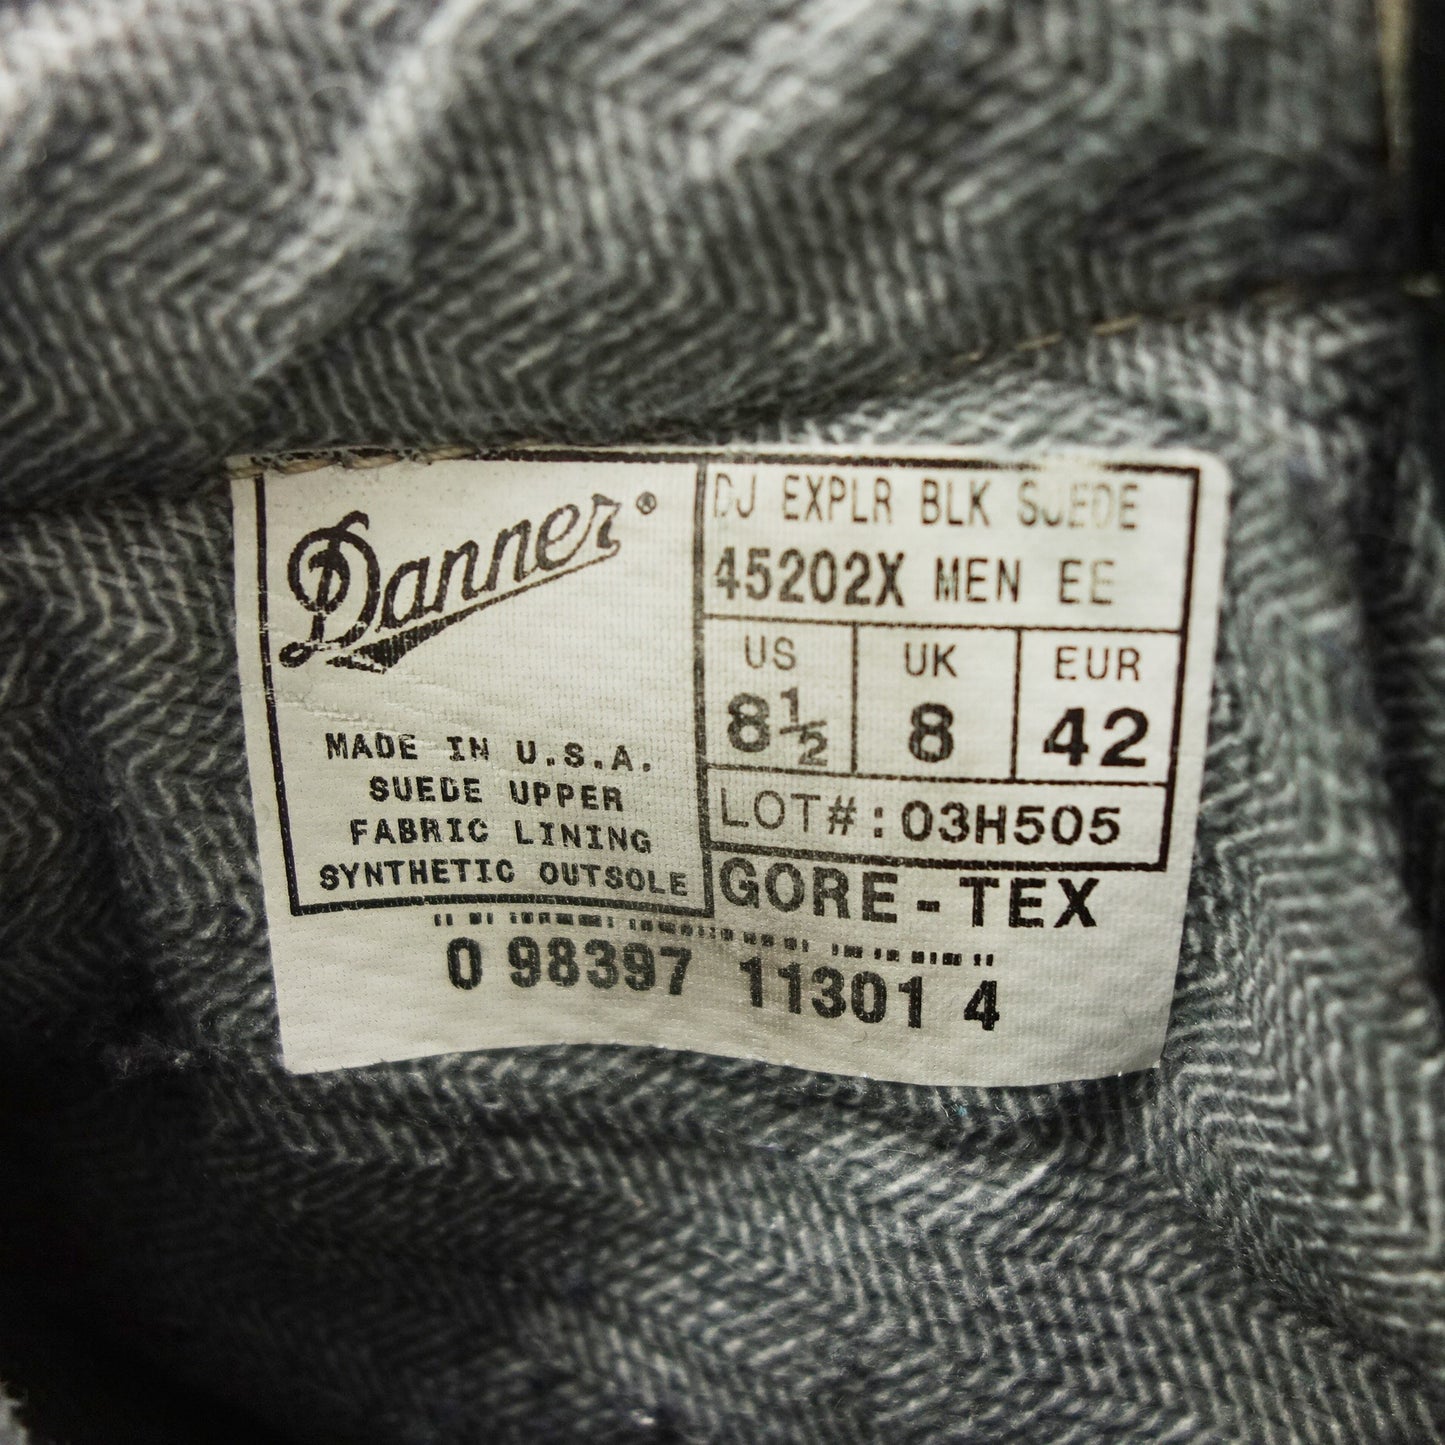 Danner®
MADE IN U.S.A.
SUEDE UPPER
FABRIC LINING
SYNTHETIC OUTSOLE
DJ EXPLR BLK SUEDE
45202X MEN EE
US UK EUR
8½ 8 42
LOT#: 03H505
GORE-TEX
0 98397 11301 4